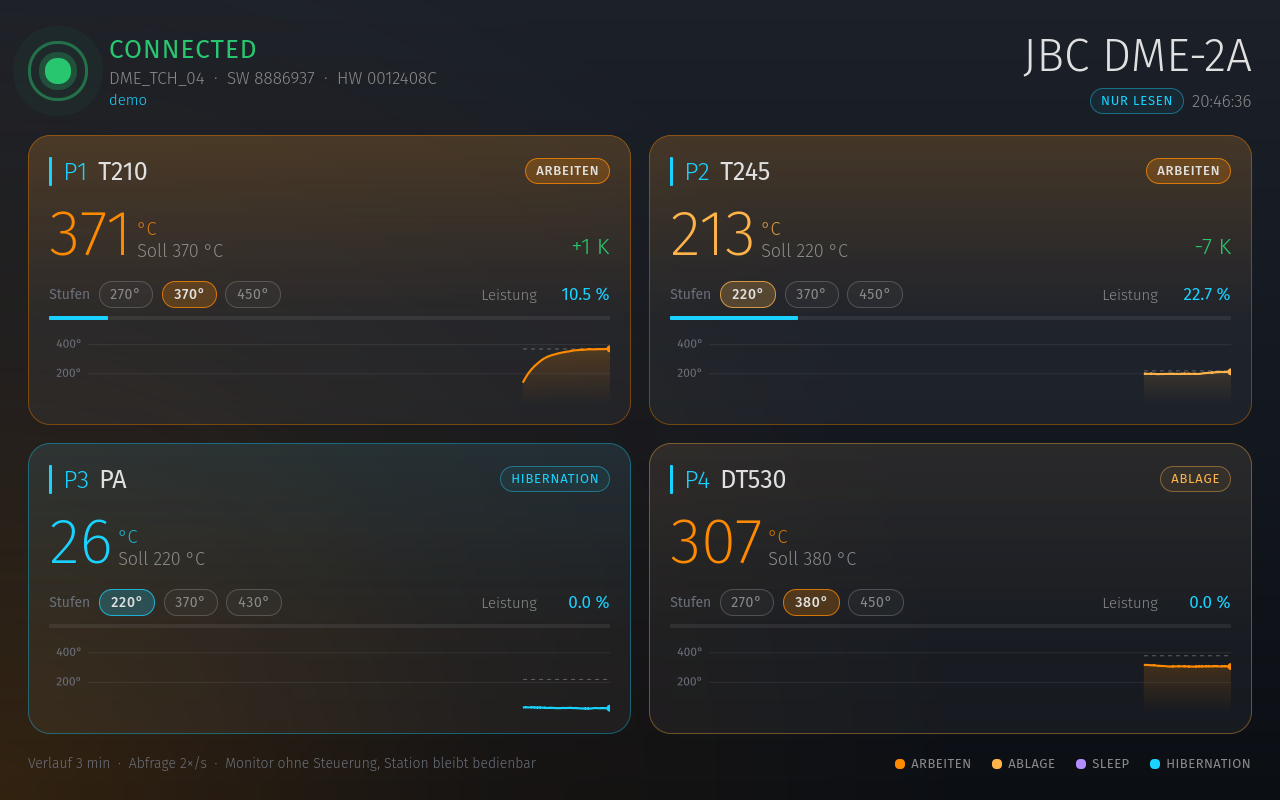 CONNECTED
DME_TCH_04 · SW 8886937 · HW 0012408C
demo
JBC DME-2A
NUR LESEN 20:46:36
P1 T210 ARBEITEN
371 °C
Soll 370 °C
+1 K
Stufen 270° 370° 450° Leistung 10.5 %
400°
200°
P2 T245 ARBEITEN
213 °C
Soll 220 °C
-7 K
Stufen 220° 370° 450° Leistung 22.7 %
400°
200°
P3 PA HIBERNATION
26 °C
Soll 220 °C
Stufen 220° 370° 430° Leistung 0.0 %
400°
200°
P4 DT530 ABLAGE
307 °C
Soll 380 °C
Stufen 270° 380° 450° Leistung 0.0 %
400°
200°
Verlauf 3 min · Abfrage 2×/s · Monitor ohne Steuerung, Station bleibt bedienbar
ARBEITEN ABLAGE SLEEP HIBERNATION